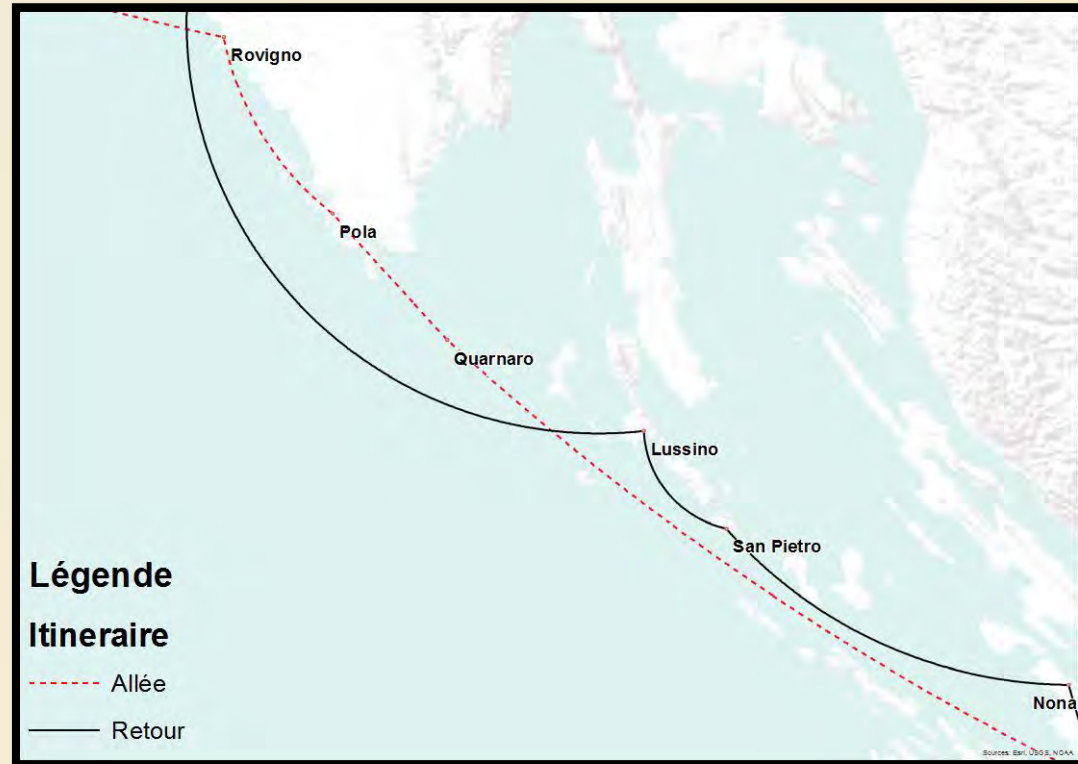 Rovigno
Pola
Quarnaro
Lussino
San Pietro
Nona
Légende
Itineraire
Allée
Retour
Sources: Esri, USGS, NOAA